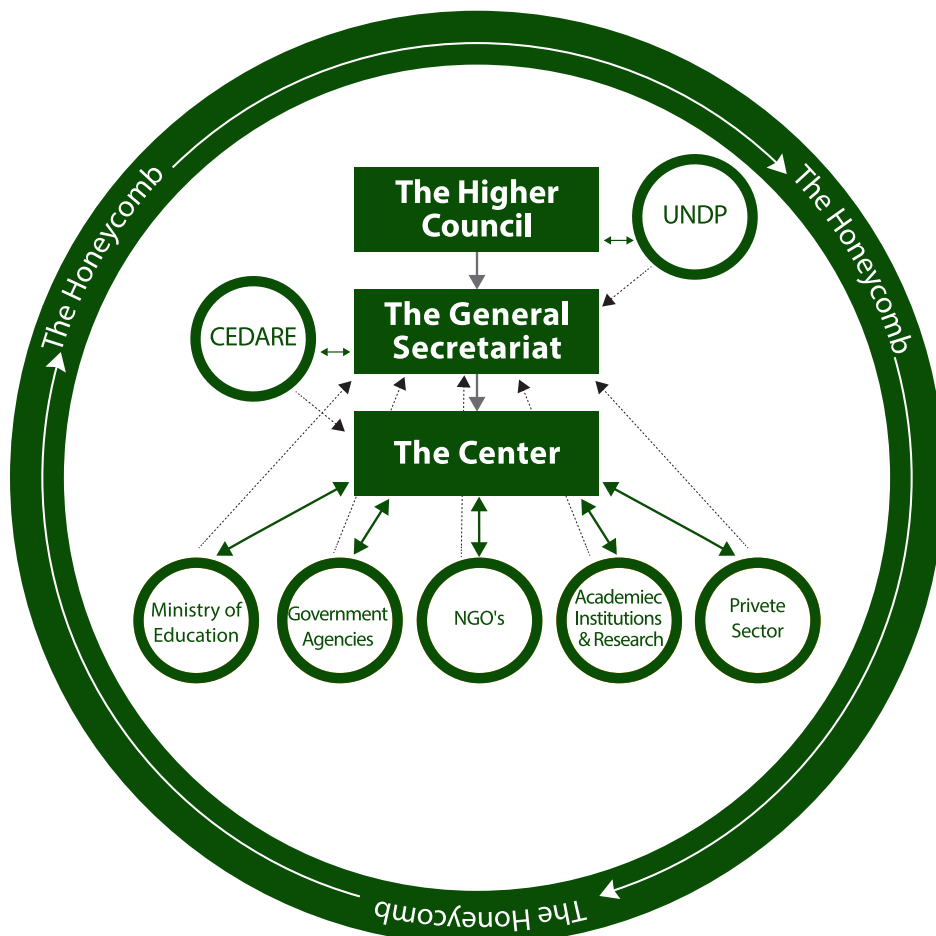 The Honeycomb
The Honeycomb
The Higher
Council
UNDP
The General
Secretariat
CEDARE
The Center
Ministry of
Education
Government
Agencies
NGO's
Academiec
Institutions
& Research
Privete
Sector
The Honeycomb